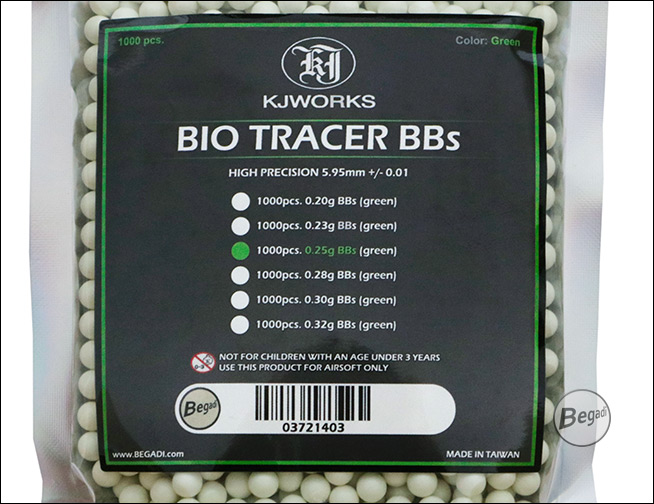 1000 pcs.
Color: Green
KJ
KJWORKS
BIO TRACER BBs
HIGH PRECISION 5.95mm +/- 0.01
1000pcs. 0.20g BBs (green)
1000pcs. 0.23g BBs (green)
1000pcs. 0.25g BBs (green)
1000pcs. 0.28g BBs (green)
1000pcs. 0.30g BBs (green)
1000pcs. 0.32g BBs (green)
0-3
NOT FOR CHILDREN WITH AN AGE UNDER 3 YEARS
USE THIS PRODUCT FOR AIRSOFT ONLY
Begadi
03721403
Begadi
www.BEGADI.com
MADE IN TAIWAN